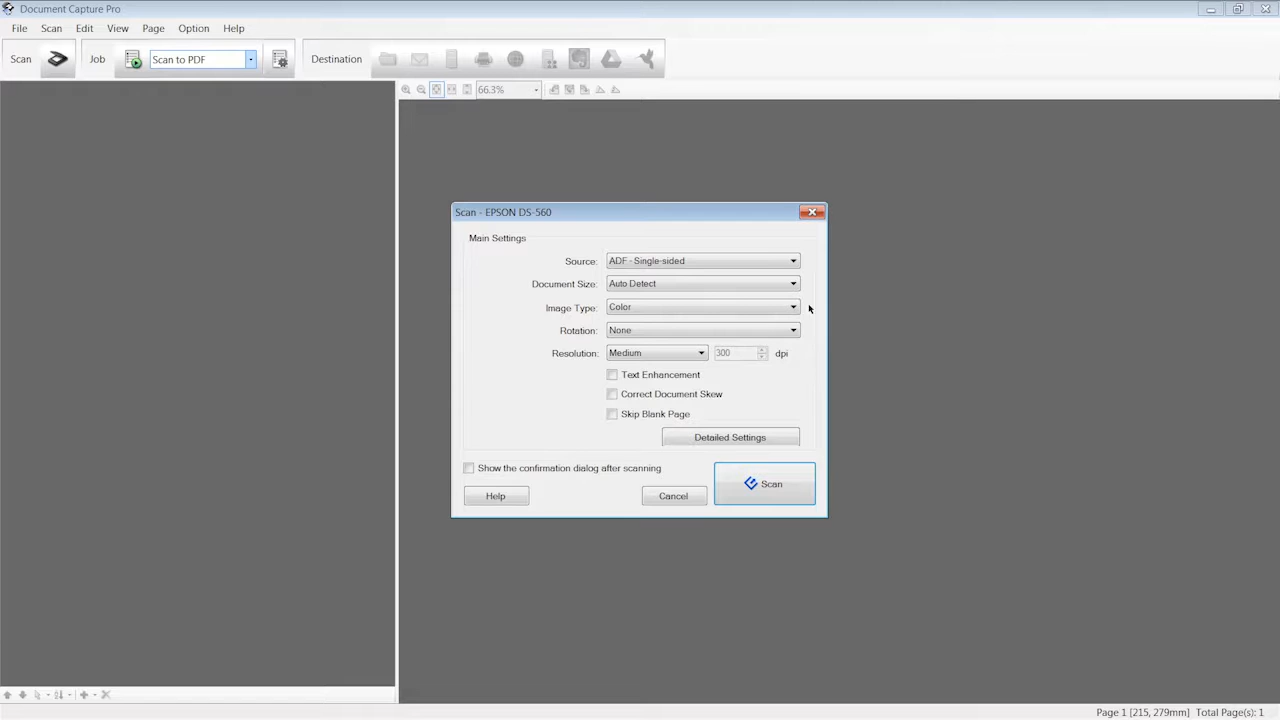 Document Capture Pro
File Scan Edit View Page Option Help
Scan Job Scan to PDF Destination
66.3%
Scan - EPSON DS-560
Main Settings
Source: ADF - Single-sided
Document Size: Auto Detect
Image Type: Color
Rotation: None
Resolution: Medium 300 dpi
Text Enhancement
Correct Document Skew
Skip Blank Page
Detailed Settings
Show the confirmation dialog after scanning
Help Cancel Scan
Page 1 [215, 279mm] Total Page(s): 1